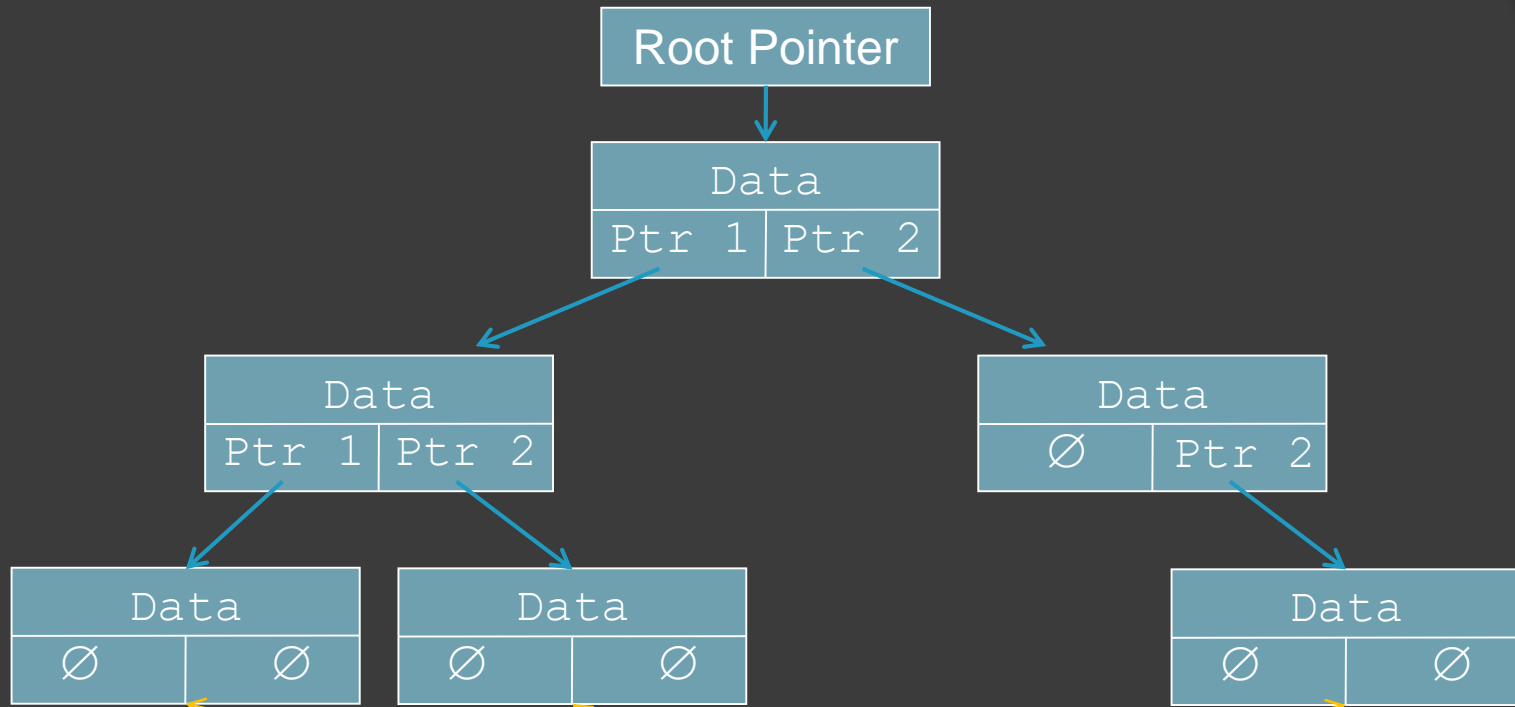 Root Pointer
Data
Ptr 1 Ptr 2
Data Data
Ptr 1 Ptr 2 ∅ Ptr 2
Data Data Data
∅ ∅ ∅ ∅ ∅ ∅